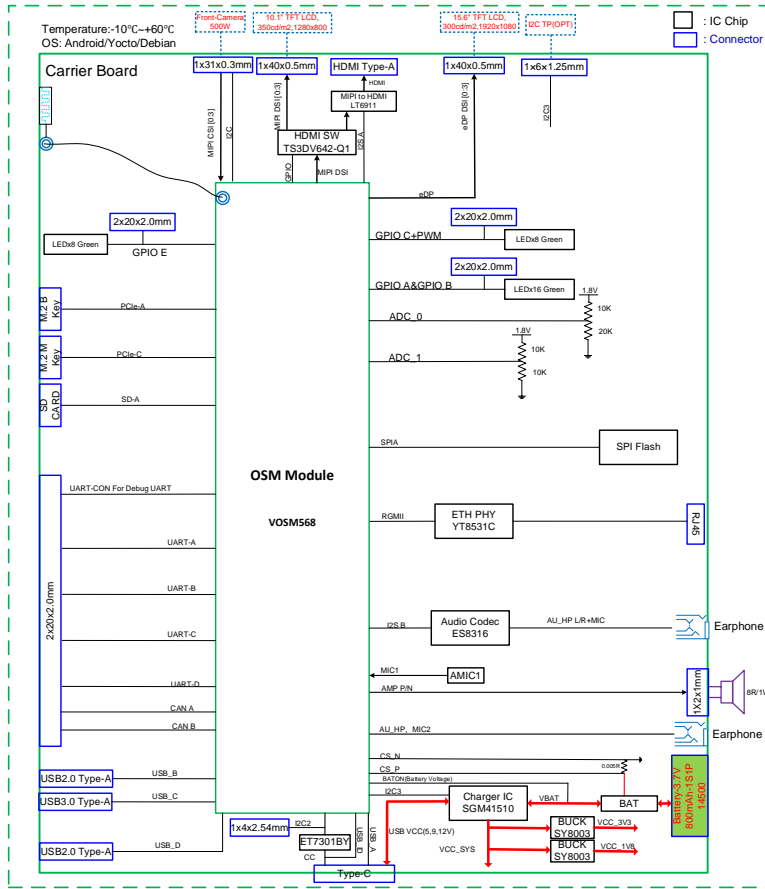 Temperature:-10℃~+60℃
OS: Android/Yocto/Debian
Front-Camera
500W
10.1" TFT LCD,
350cd/m2,1280x800
15.6" TFT LCD,
300cd/m2,1920x1080
I2C TP(OPT)
: IC Chip
: Connector
Carrier Board
1x31x0.3mm
1x40x0.5mm
HDMI Type-A
1x40x0.5mm
1×6×1.25mm
HDMI
MIPI to HDMI
LT6911
MIPI CSI [0:3]
I2C
MIPI DSI [0:3]
I2S A
eDP DSI [0:3]
I2C3
HDMI SW
TS3DV642-Q1
GPIO
MIPI DSI
eDP
2x20x2.0mm
LEDx8 Green
GPIO E
2x20x2.0mm
GPIO C+PWM
LEDx8 Green
2x20x2.0mm
GPIO A&GPIO B
LEDx16 Green
1.8V
10K
20K
ADC_0
1.8V
10K
10K
ADC_1
M.2 B
Key
PCIe-A
M.2 M
Key
PCIe-C
SD
CARD
SD-A
SPIA
SPI Flash
OSM Module
VOSM568
UART-CON For Debug UART
UART-A
UART-B
UART-C
UART-D
CAN A
CAN B
2x20x2.0mm
RGMII
ETH PHY
YT8531C
RJ45
I2S B
Audio Codec
ES8316
AU_HP L/R+MIC
Earphone
MIC1
AMIC1
AMP P/N
1X2x1mm
8R/1W
AU_HP, MIC2
Earphone
CS_N
CS_P
0.005R
BATON(Battery Voltage)
I2C3
Charger IC
SGM41510
VBAT
BAT
Battery-3.7V
800mAh-1S1P
14500
USB2.0 Type-A
USB_B
USB3.0 Type-A
USB_C
USB2.0 Type-A
USB_D
1x4x2.54mm
I2C2
ET7301BY
CC
USB_D
USB_A
Type-C
USB VCC(5,9,12V)
VCC_SYS
BUCK
SY8003
VCC_3V3
BUCK
SY8003
VCC_1V8